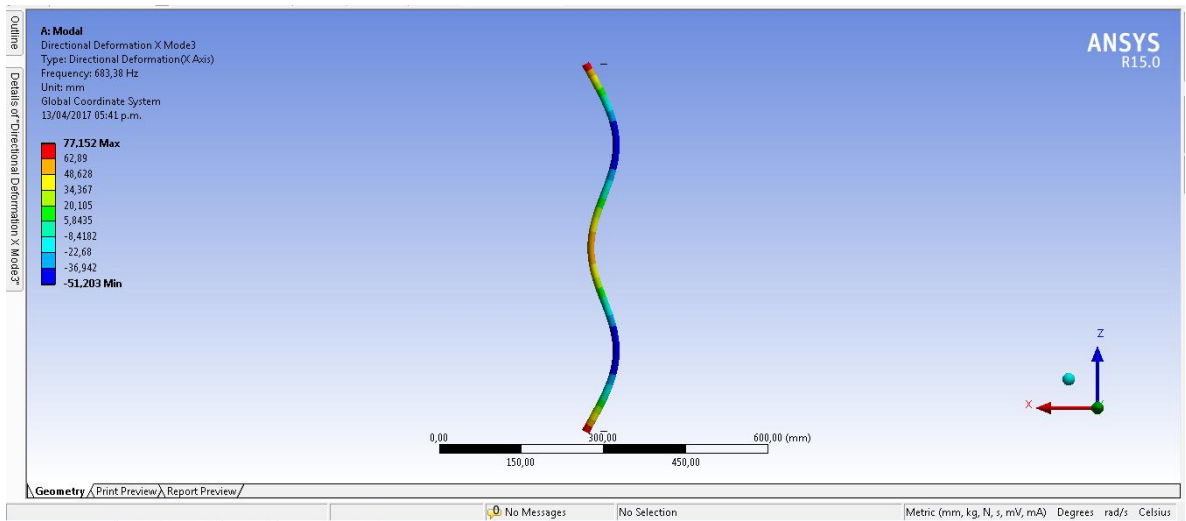 Outline
Details of "Directional Deformation X Mode3"
A: Modal
Directional Deformation X Mode3
Type: Directional Deformation(X Axis)
Frequency: 683,38 Hz
Unit: mm
Global Coordinate System
13/04/2017 05:41 p.m.
77,152 Max
62,89
48,628
34,367
20,105
5,8435
-8,4182
-22,68
-36,942
-51,203 Min
ANSYS
R15.0
Z
X
0,00 300,00 600,00 (mm)
150,00 450,00
Geometry Print Preview Report Preview
0 No Messages No Selection Metric (mm, kg, N, s, mV, mA) Degrees rad/s Celsius